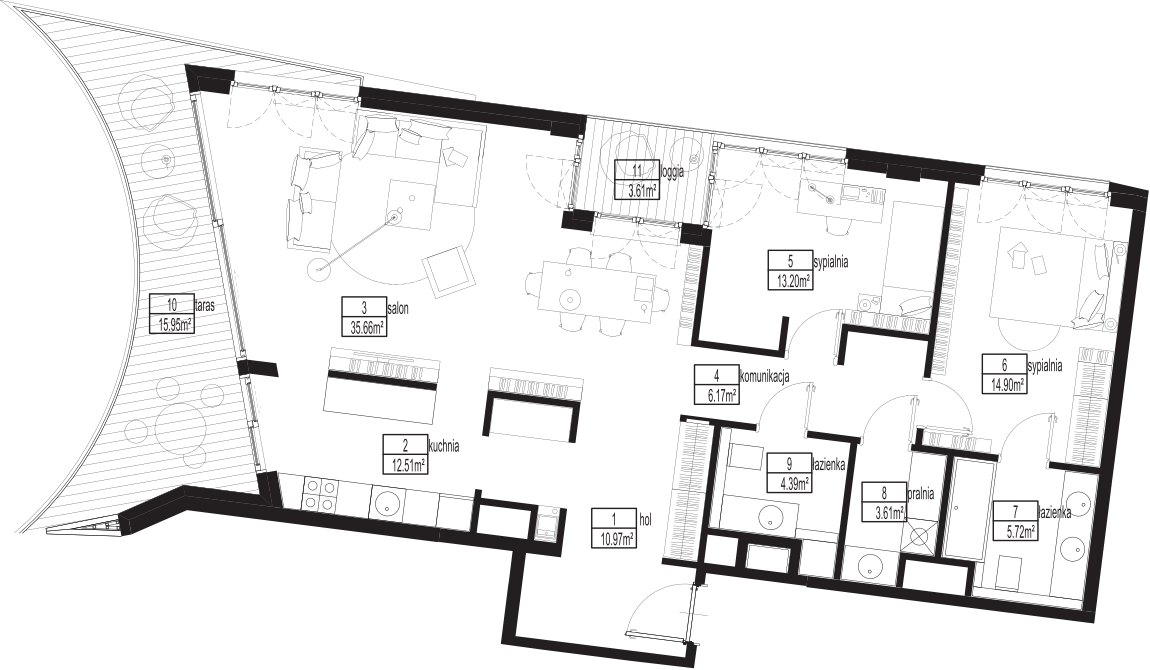 11 loggia
3.61m²
5 sypialnia
13.20m²
10 taras
15.95m²
3 salon
35.66m²
6 sypialnia
14.90m²
4 komunikacja
6.17m²
2 kuchnia
12.51m²
9 łazienka
4.39m²
8 pralnia
3.61m²
1 hol
10.97m²
7 łazienka
5.72m²